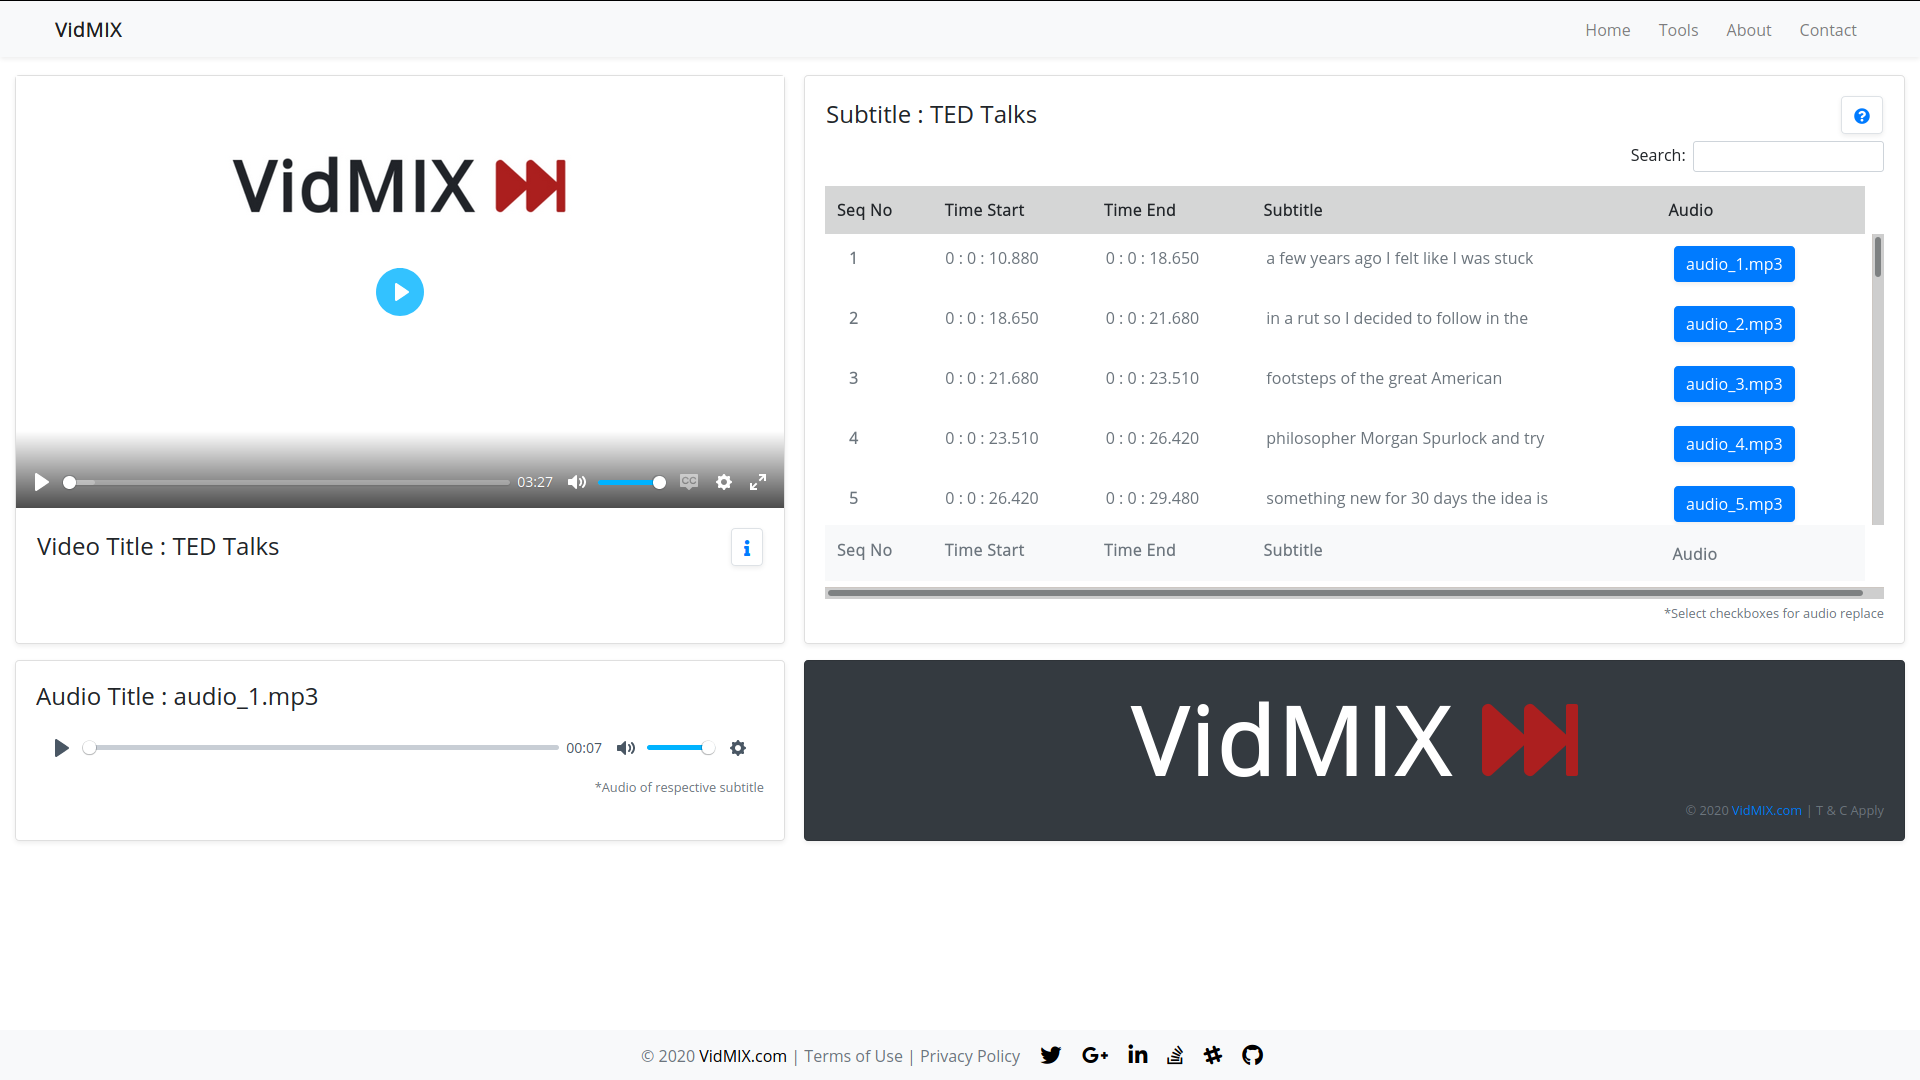 VidMIX Home Tools About Contact
VidMIX
03:27
CC
Video Title : TED Talks
Subtitle : TED Talks
Search:
Seq No Time Start Time End Subtitle Audio
1 0 : 0 : 10.880 0 : 0 : 18.650 a few years ago I felt like I was stuck audio_1.mp3
2 0 : 0 : 18.650 0 : 0 : 21.680 in a rut so I decided to follow in the audio_2.mp3
3 0 : 0 : 21.680 0 : 0 : 23.510 footsteps of the great American audio_3.mp3
4 0 : 0 : 23.510 0 : 0 : 26.420 philosopher Morgan Spurlock and try audio_4.mp3
5 0 : 0 : 26.420 0 : 0 : 29.480 something new for 30 days the idea is audio_5.mp3
Seq No Time Start Time End Subtitle Audio
*Select checkboxes for audio replace
Audio Title : audio_1.mp3
00:07
*Audio of respective subtitle
VidMIX
© 2020 VidMIX.com | T & C Apply
© 2020 VidMIX.com | Terms of Use | Privacy Policy